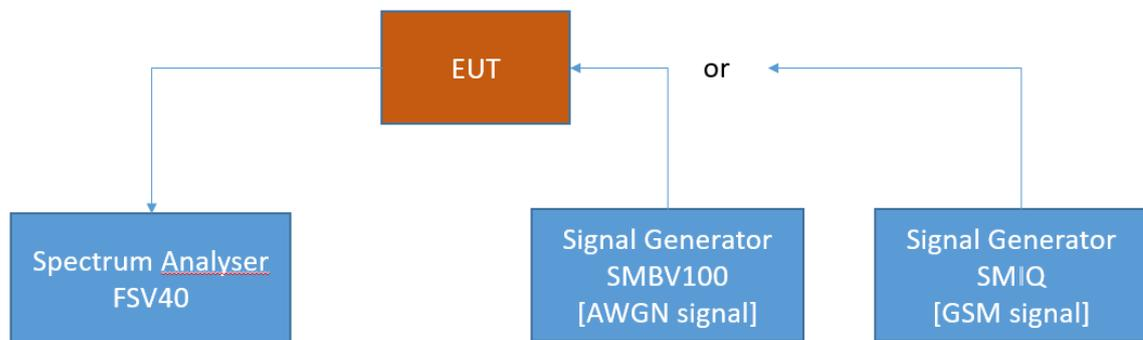 EUT
or
Spectrum Analyser
FSV40
Signal Generator
SMBV100
[AWGN signal]
Signal Generator
SMIQ
[GSM signal]